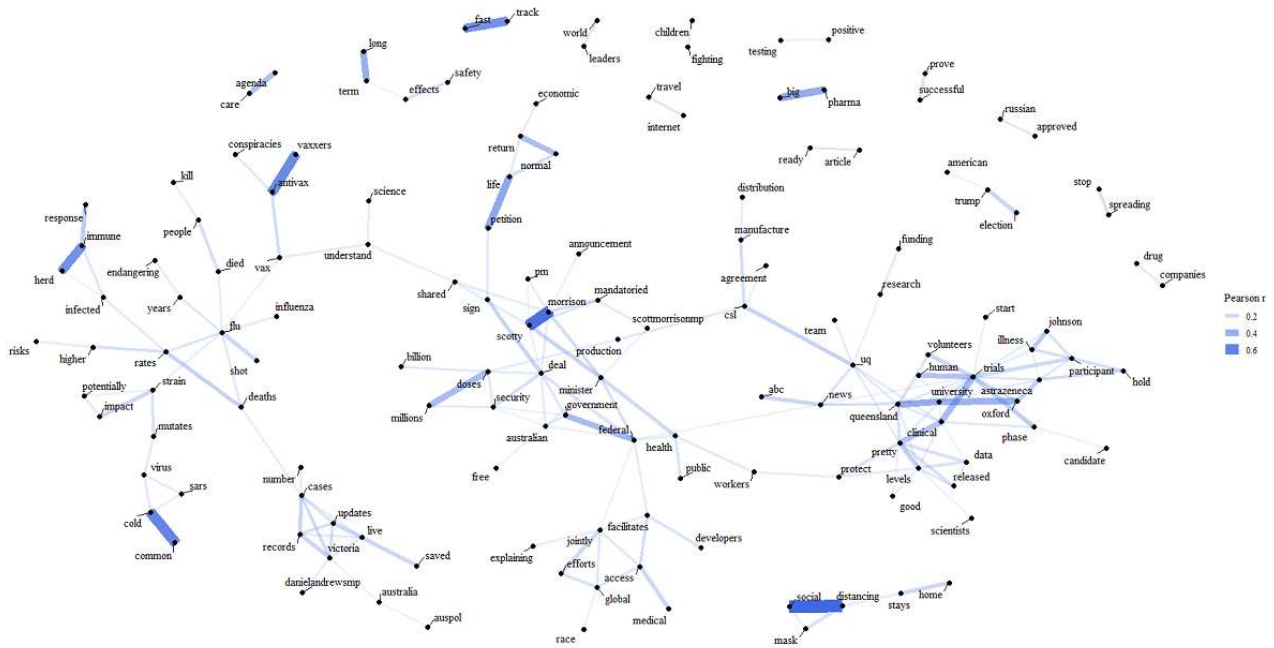 fast
track
world
leaders
children
fighting
testing
positive
long
term
effects
safety
agenda
care
economic
travel
internet
big
pharma
prove
successful
russian
approved
return
normal
life
petition
ready
article
conspiracies
vaxxers
antivax
kill
science
american
trump
election
stop
spreading
distribution
response
immune
herd
people
understand
announcement
manufacture
funding
endangering
died
vax
pm
agreement
drug
companies
infected
years
influenza
shared
sign
morrison
mandatoried
csl
research
Pearson r
0.2
0.4
0.6
flu
scotty
scottmorrisonmp
team
start
johnson
risks
higher
rates
shot
production
volunteers
illness
billion
deal
uq
human
trials
participant
hold
potentially
strain
doses
minister
impact
deaths
millions
security
government
abc
news
university
astrazeneca
queensland
oxford
mutates
australian
federal
health
clinical
phase
pretty
virus
number
free
public
workers
protect
levels
data
released
candidate
sars
cases
good
cold
updates
scientists
common
records
live
victoria
saved
facilitates
jointly
developers
explaining
efforts
access
danielandrewsmp
australia
global
medical
auspol
race
social
distancing
stays
home
mask